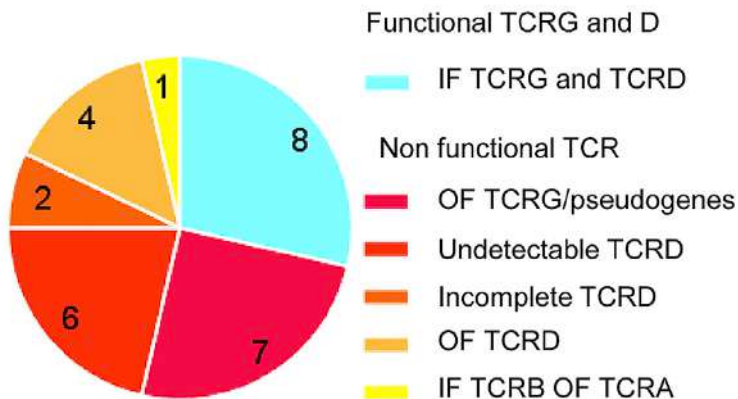 Functional TCRG and D
IF TCRG and TCRD
Non functional TCR
OF TCRG/pseudogenes
Undetectable TCRD
Incomplete TCRD
OF TCRD
IF TCRB OF TCRA
1
4
8
2
6
7